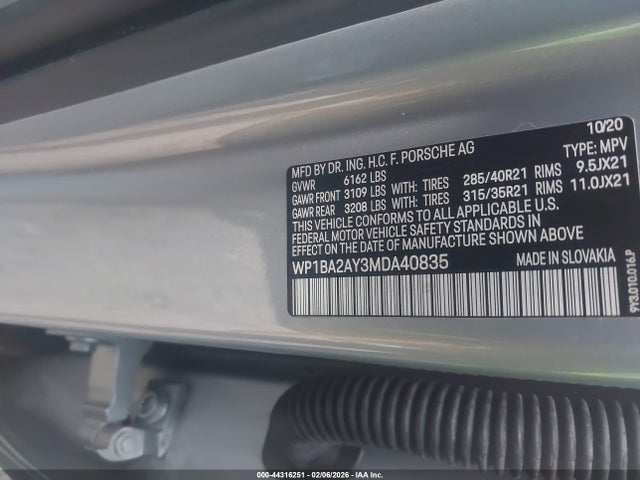 10/20
MFD BY DR. ING. H.C. F. PORSCHE AG TYPE: MPV
GVWR 6162 LBS
GAWR FRONT 3109 LBS WITH: TIRES 285/40R21 RIMS 9.5JX21
GAWR REAR 3208 LBS WITH: TIRES 315/35R21 RIMS 11.0JX21
THIS VEHICLE CONFORMS TO ALL APPLICABLE U.S.
FEDERAL MOTOR VEHICLE SAFETY STANDARDS IN
EFFECT ON THE DATE OF MANUFACTURE SHOWN ABOVE.
WP1BA2AY3MDA40835 MADE IN SLOVAKIA
9Y3.010.016.P
000-44316251 - 02/06/2026 - IAA Inc.